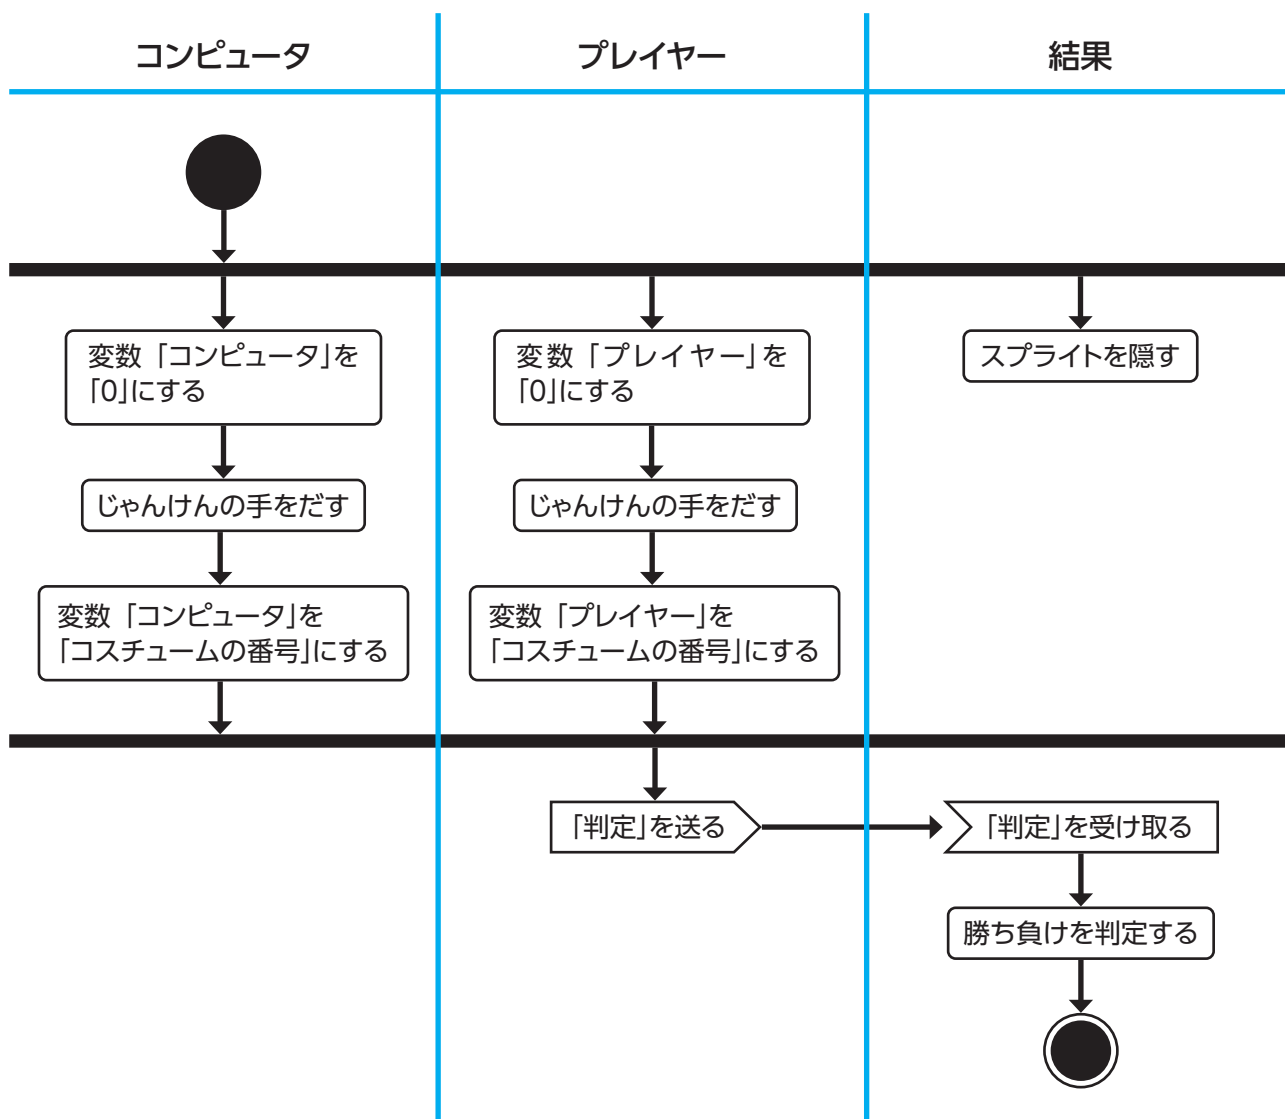 コンピュータ
プレイヤー
結果
変数「コンピュータ」を
「0」にする
変数「プレイヤー」を
「0」にする
スプライトを隠す
じゃんけんの手をだす
じゃんけんの手をだす
変数「コンピュータ」を
「コスチュームの番号」にする
変数「プレイヤー」を
「コスチュームの番号」にする
「判定」を送る
「判定」を受け取る
勝ち負けを判定する